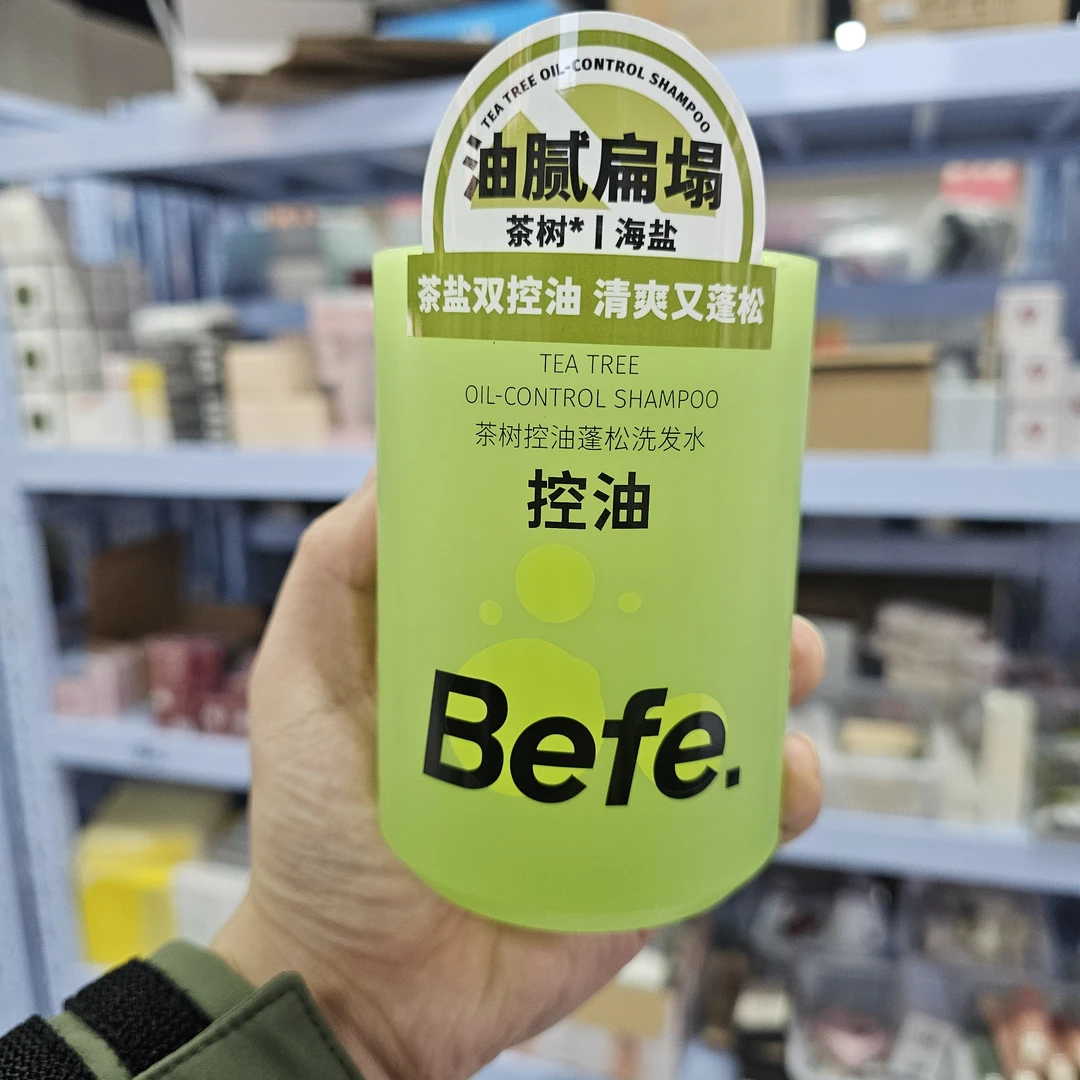 TEA TREE OIL-CONTROL SHAMPOO
油腻扁塌
茶树*|海盐
茶盐双控油 清爽又蓬松
TEA TREE
OIL-CONTROL SHAMPOO
茶树控油蓬松洗发水
控油
Befe.